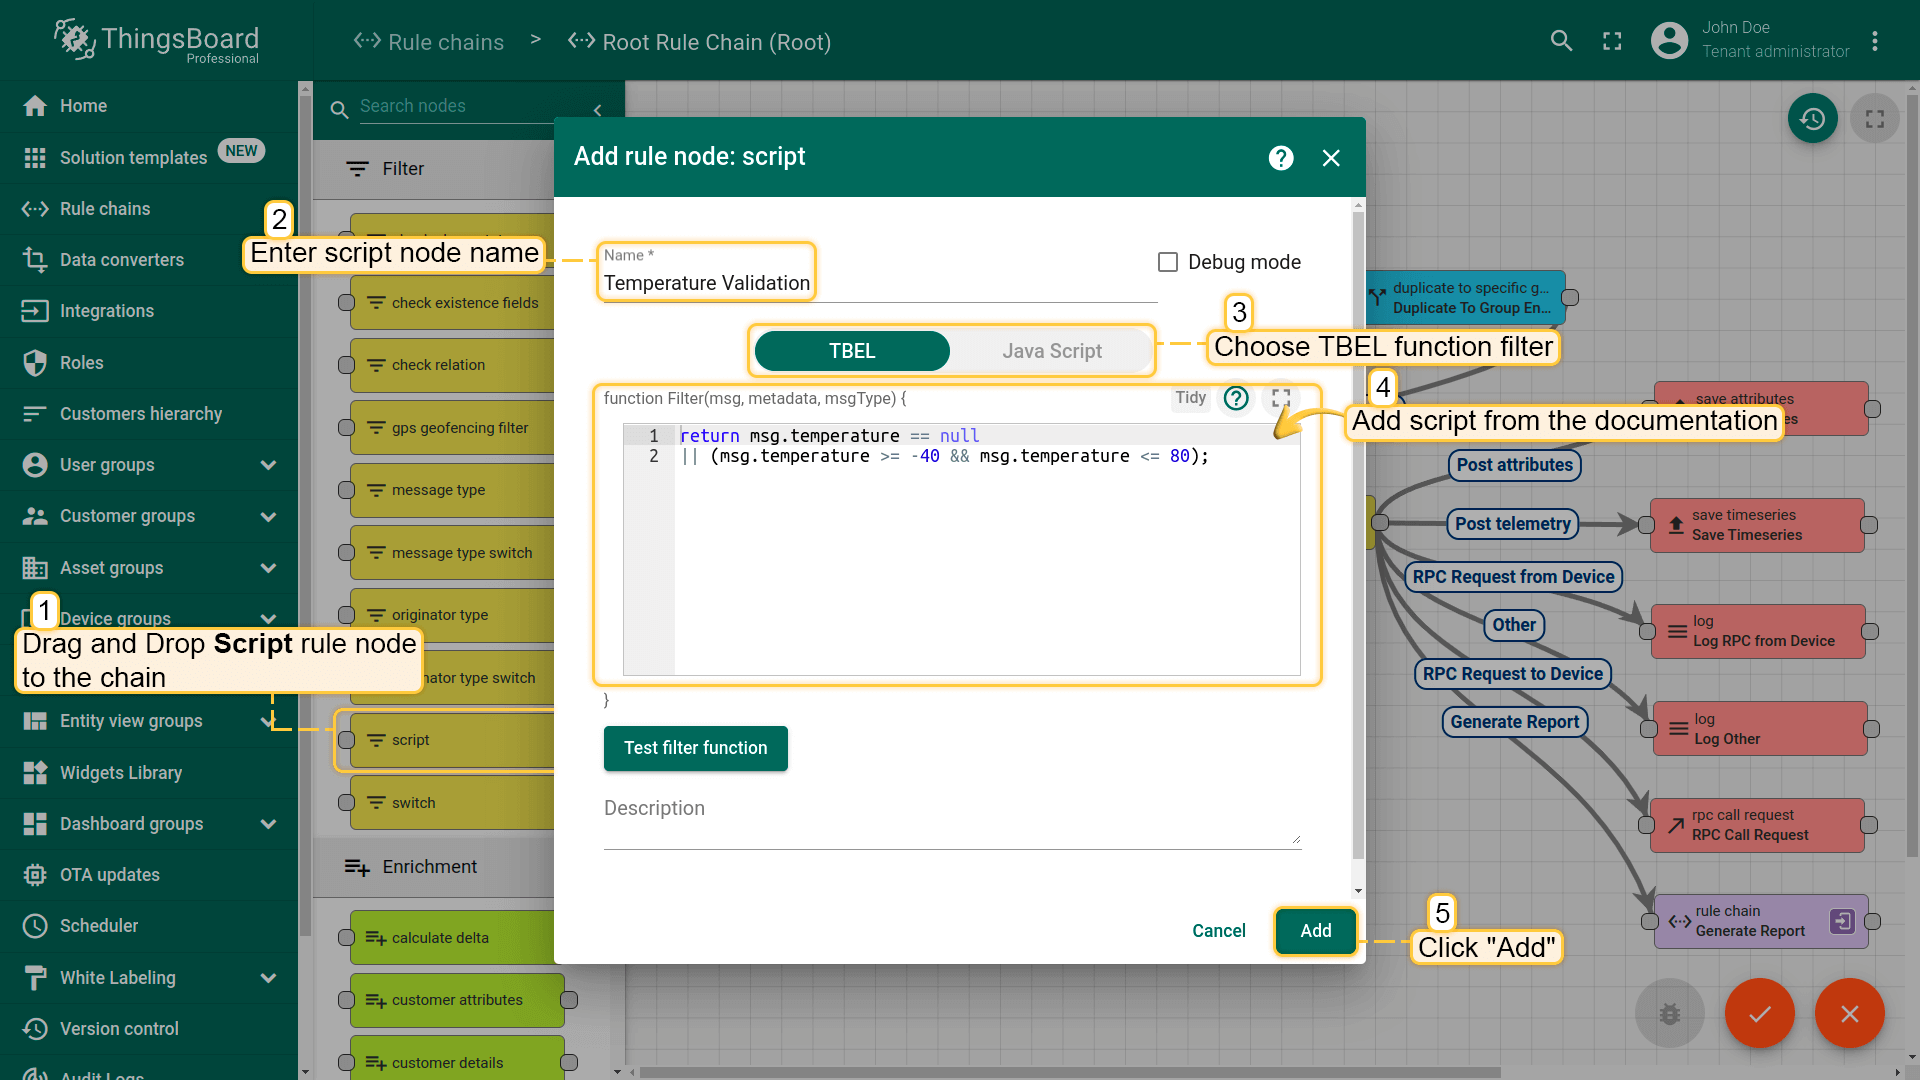 ThingsBoard
Professional
Rule chains
>
Root Rule Chain (Root)
John Doe
Tenant administrator
Home
Solution templates
NEW
Rule chains
Data converters
Integrations
Roles
Customers hierarchy
User groups
Customer groups
Asset groups
Device groups
Entity view groups
Widgets Library
Dashboard groups
OTA updates
Scheduler
White Labeling
Version control
Audit Logs
Search nodes
Filter
check existence fields
check relation
gps geofencing filter
message type
message type switch
originator type
script
switch
Enrichment
calculate delta
customer attributes
customer details
1
Drag and Drop Script rule node
to the chain
2
Enter script node name
Add rule node: script
Name *
Temperature Validation
Debug mode
TBEL
Java Script
3
Choose TBEL function filter
function Filter(msg, metadata, msgType) {
Tidy
4
Add script from the documentation
1 return msg.temperature == null
2 || (msg.temperature >= -40 && msg.temperature <= 80);
}
Test filter function
Description
Cancel
Add
5
Click "Add"
duplicate to specific g...
Duplicate To Group En...
save attributes
Post attributes
Post telemetry
save timeseries
Save Timeseries
RPC Request from Device
log
Log RPC from Device
Other
RPC Request to Device
log
Log Other
Generate Report
rpc call request
RPC Call Request
rule chain
Generate Report